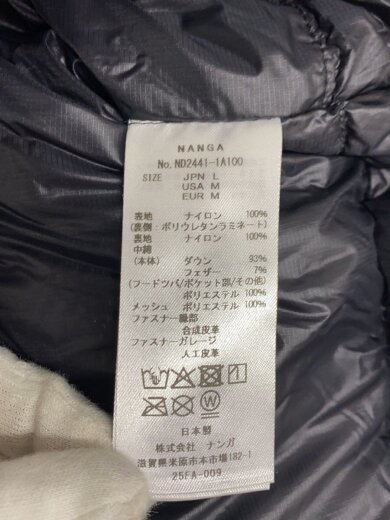 NANGA
No. ND2441-1A100
SIZE JPN L
USA M
EUR M
表地 ナイロン 100%
(裏側:ポリウレタンラミネート)
裏地 ナイロン 100%
中綿
(本体) ダウン 93%
フェザー 7%
(フードツバ/ポケット部/その他)
ポリエステル 100%
メッシュ ポリエステル 100%
ファスナー務部
合成皮革
ファスナーガレージ
人工皮革
日本製
株式会社 ナンガ
滋賀県米原市本市場182-1
25FA-009